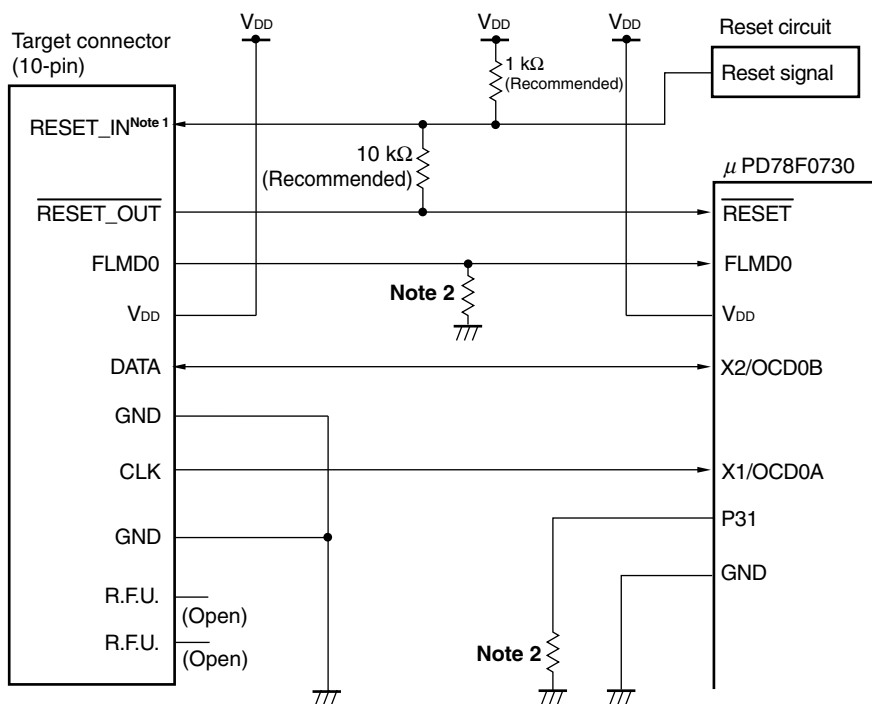 VDD
VDD
VDD
Target connector
(10-pin)
Reset circuit
1 kΩ
(Recommended)
Reset signal
RESET_IN Note 1
10 kΩ
(Recommended)
μ PD78F0730
RESET_OUT
RESET
FLMD0
FLMD0
Note 2
VDD
VDD
DATA
X2/OCD0B
GND
CLK
X1/OCD0A
P31
GND
GND
R.F.U.
(Open)
R.F.U.
(Open)
Note 2